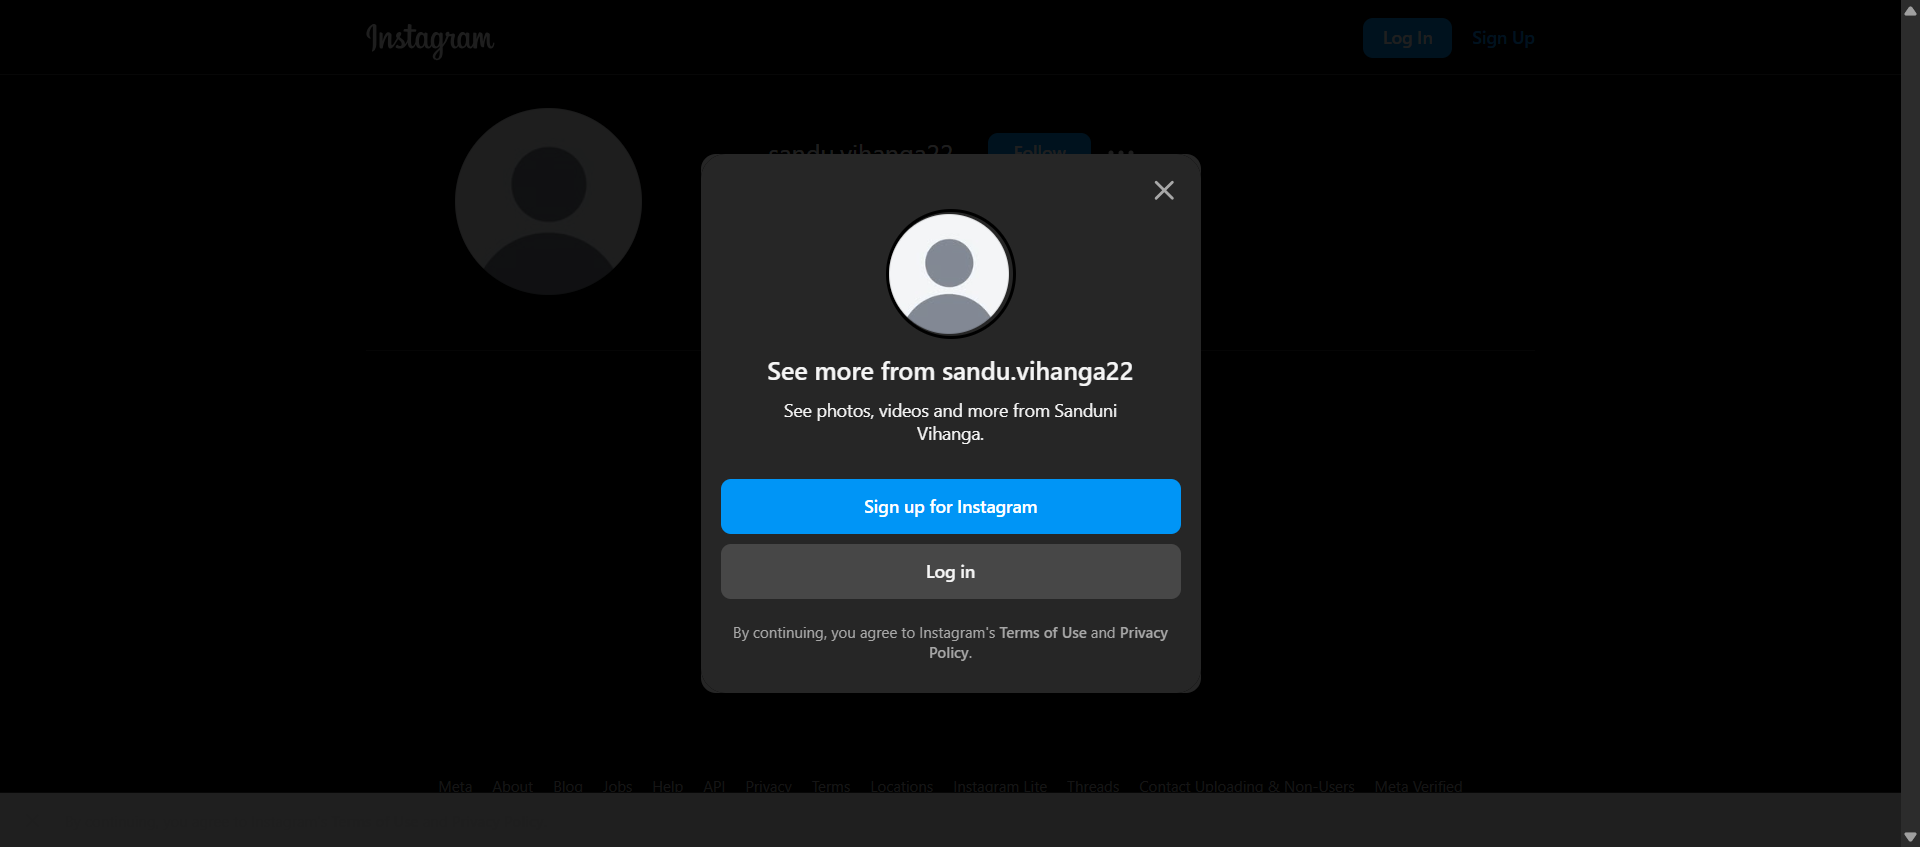 Instagram
Log In
Sign Up
sandu.vihanga22
Follow
See more from sandu.vihanga22
See photos, videos and more from Sanduni
Vihanga.
Sign up for Instagram
Log in
By continuing, you agree to Instagram's Terms of Use and Privacy
Policy.
Meta About Blog Jobs Help API Privacy Terms Locations Instagram Lite Threads Contact Uploading & Non-Users Meta Verified